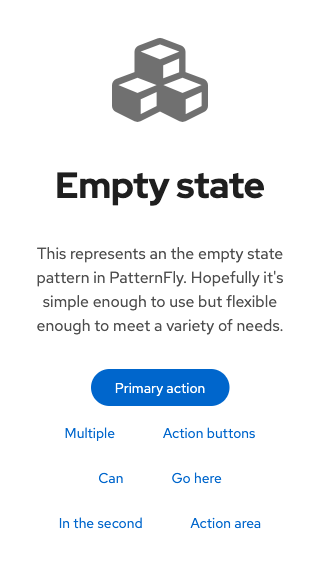 Empty state
This represents an the empty state
pattern in PatternFly. Hopefully it's
simple enough to use but flexible
enough to meet a variety of needs.
Primary action
Multiple Action buttons
Can Go here
In the second Action area